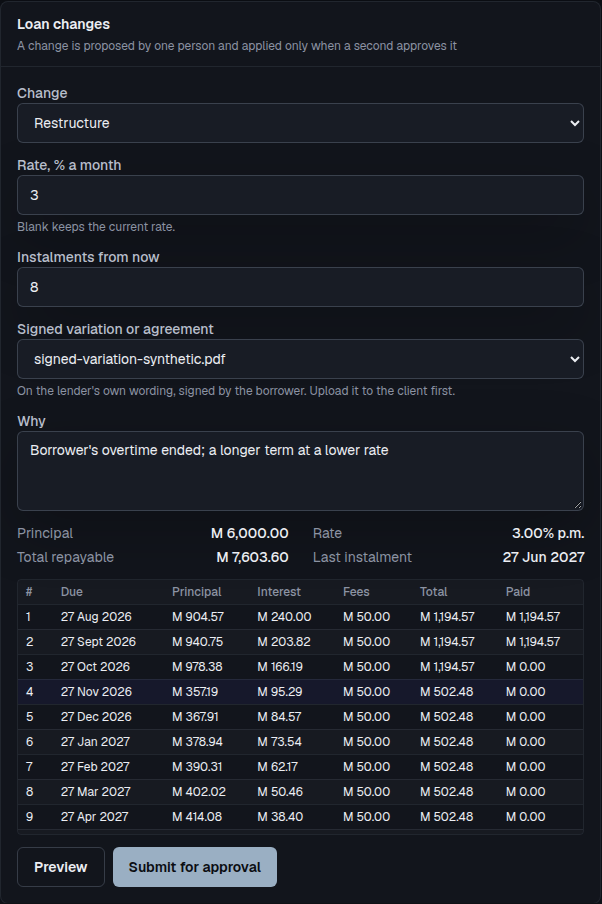 Loan changes
A change is proposed by one person and applied only when a second approves it
Change
Restructure
Rate, % a month
3
Blank keeps the current rate.
Instalments from now
8
Signed variation or agreement
signed-variation-synthetic.pdf
On the lender's own wording, signed by the borrower. Upload it to the client first.
Why
Borrower's overtime ended; a longer term at a lower rate
Principal M 6,000.00 Rate 3.00% p.m.
Total repayable M 7,603.60 Last instalment 27 Jun 2027
# Due Principal Interest Fees Total Paid
1 27 Aug 2026 M 904.57 M 240.00 M 50.00 M 1,194.57 M 1,194.57
2 27 Sept 2026 M 940.75 M 203.82 M 50.00 M 1,194.57 M 1,194.57
3 27 Oct 2026 M 978.38 M 166.19 M 50.00 M 1,194.57 M 0.00
4 27 Nov 2026 M 357.19 M 95.29 M 50.00 M 502.48 M 0.00
5 27 Dec 2026 M 367.91 M 84.57 M 50.00 M 502.48 M 0.00
6 27 Jan 2027 M 378.94 M 73.54 M 50.00 M 502.48 M 0.00
7 27 Feb 2027 M 390.31 M 62.17 M 50.00 M 502.48 M 0.00
8 27 Mar 2027 M 402.02 M 50.46 M 50.00 M 502.48 M 0.00
9 27 Apr 2027 M 414.08 M 38.40 M 50.00 M 502.48 M 0.00
Preview Submit for approval